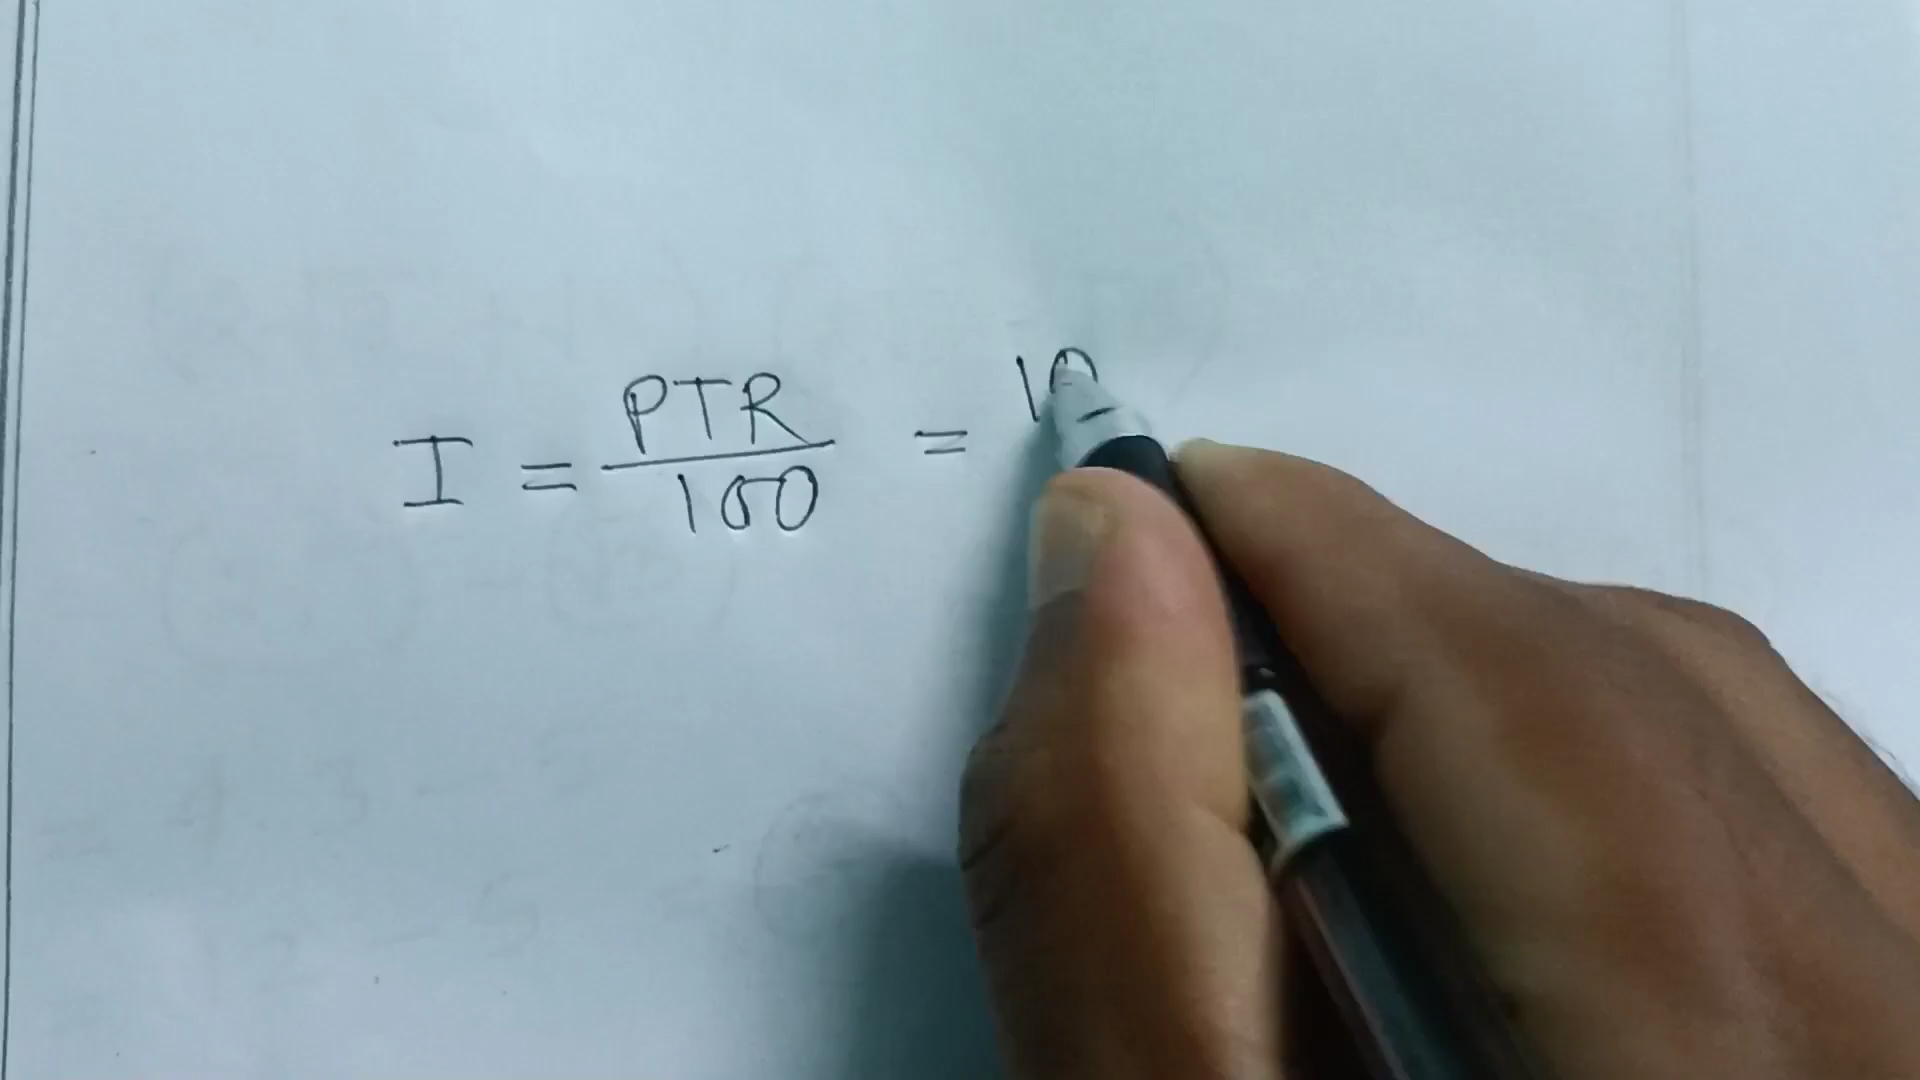 I = PTR/100 = 10